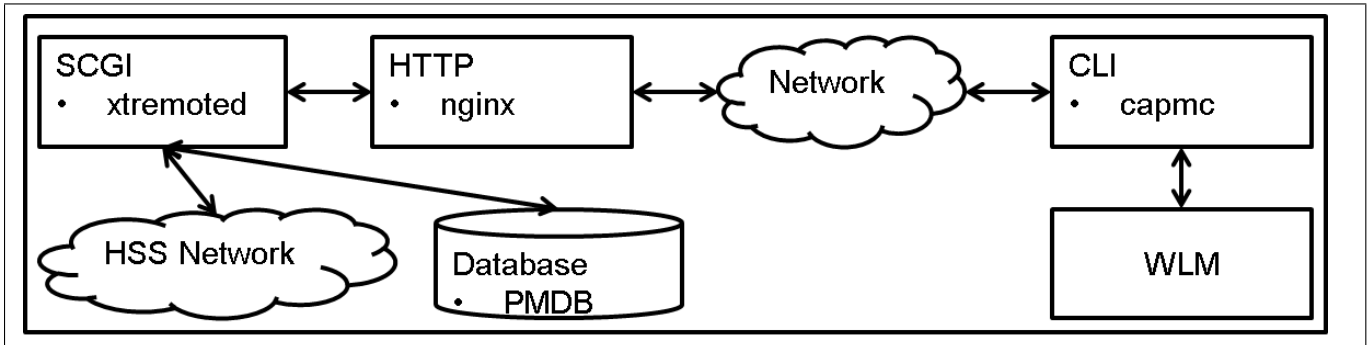 SCGI
• xtremoted
HTTP
• nginx
Network
CLI
• capmc
HSS Network
Database
• PMDB
WLM